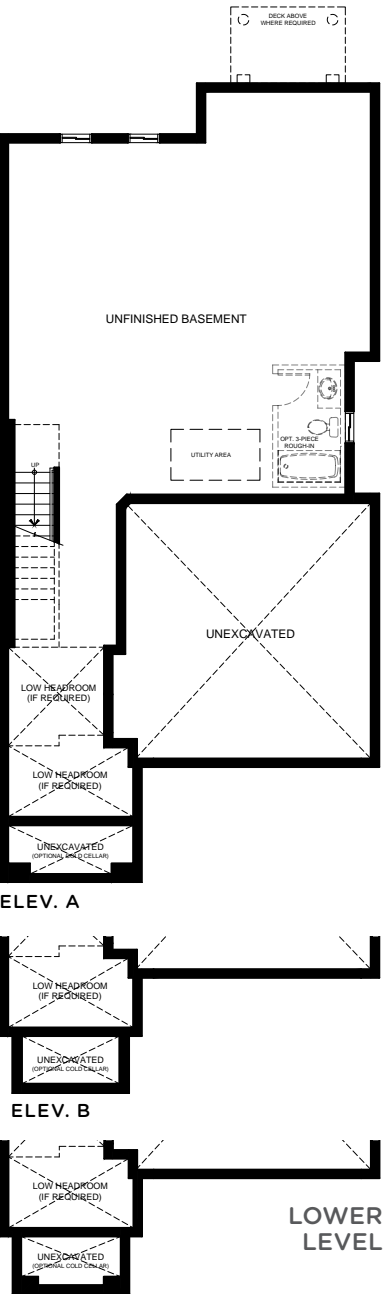 DECK ABOVE
WHERE REQUIRED
UNFINISHED BASEMENT
OPT. 3-PIECE
ROUGH-IN
UTILITY AREA
UP
UNEXCAVATED
LOW HEADROOM
(IF REQUIRED)
LOW HEADROOM
(IF REQUIRED)
UNEXCAVATED
(OPTIONAL COLD CELLAR)
ELEV. A
LOW HEADROOM
(IF REQUIRED)
UNEXCAVATED
(OPTIONAL COLD CELLAR)
ELEV. B
LOW HEADROOM
(IF REQUIRED)
LOWER
LEVEL
UNEXCAVATED
(OPTIONAL COLD CELLAR)